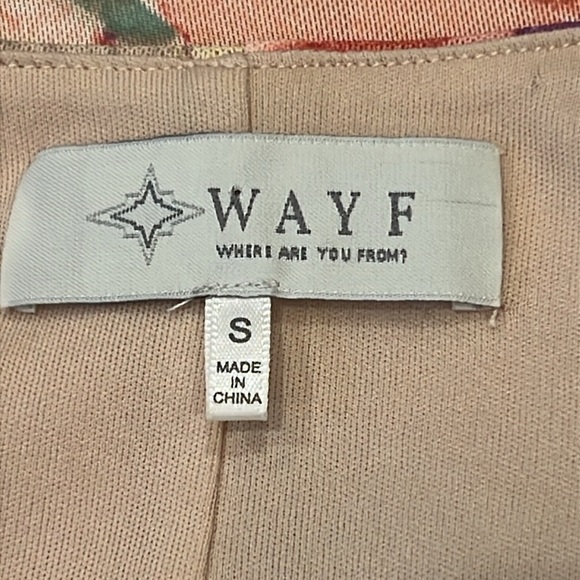 WAYF
WHERE ARE YOU FROM?
S
MADE
IN
CHINA